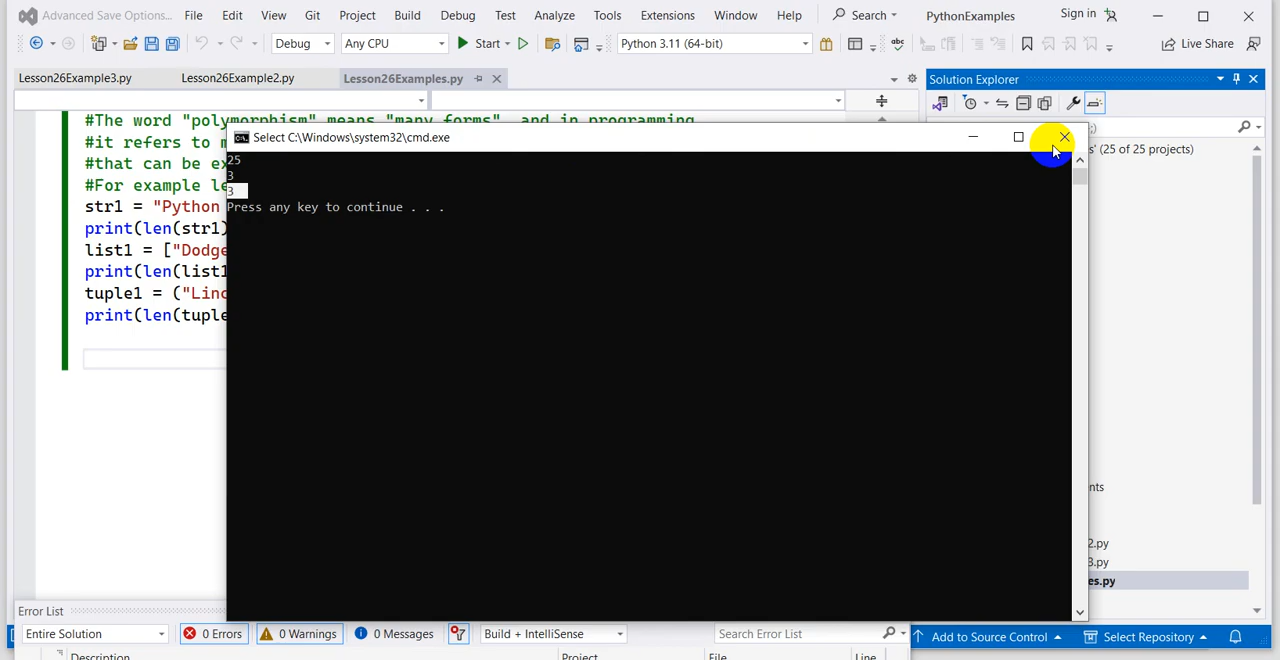 Advanced Save Options... File Edit View Git Project Build Debug Test Analyze Tools Extensions Window Help Search PythonExamples Sign in
Debug Any CPU Start Python 3.11 (64-bit) Live Share
Lesson26Example3.py Lesson26Example2.py Lesson26Examples.py Solution Explorer
#The word "polymorphism" means "many forms", and in programming
Select C:\Windows\system32\cmd.exe
#it refers to m
;) s' (25 of 25 projects)
#that can be ex
25
3
#For example le
3
str1 = "Python
Press any key to continue . . .
print(len(str1)
list1 = ["Dodge
print(len(list1
tuple1 = ("Linc
print(len(tuple
nts
2.py
3.py
es.py
Error List
Entire Solution 0 Errors 0 Warnings 0 Messages Build + IntelliSense Search Error List
Add to Source Control Select Repository
Description Project File Line